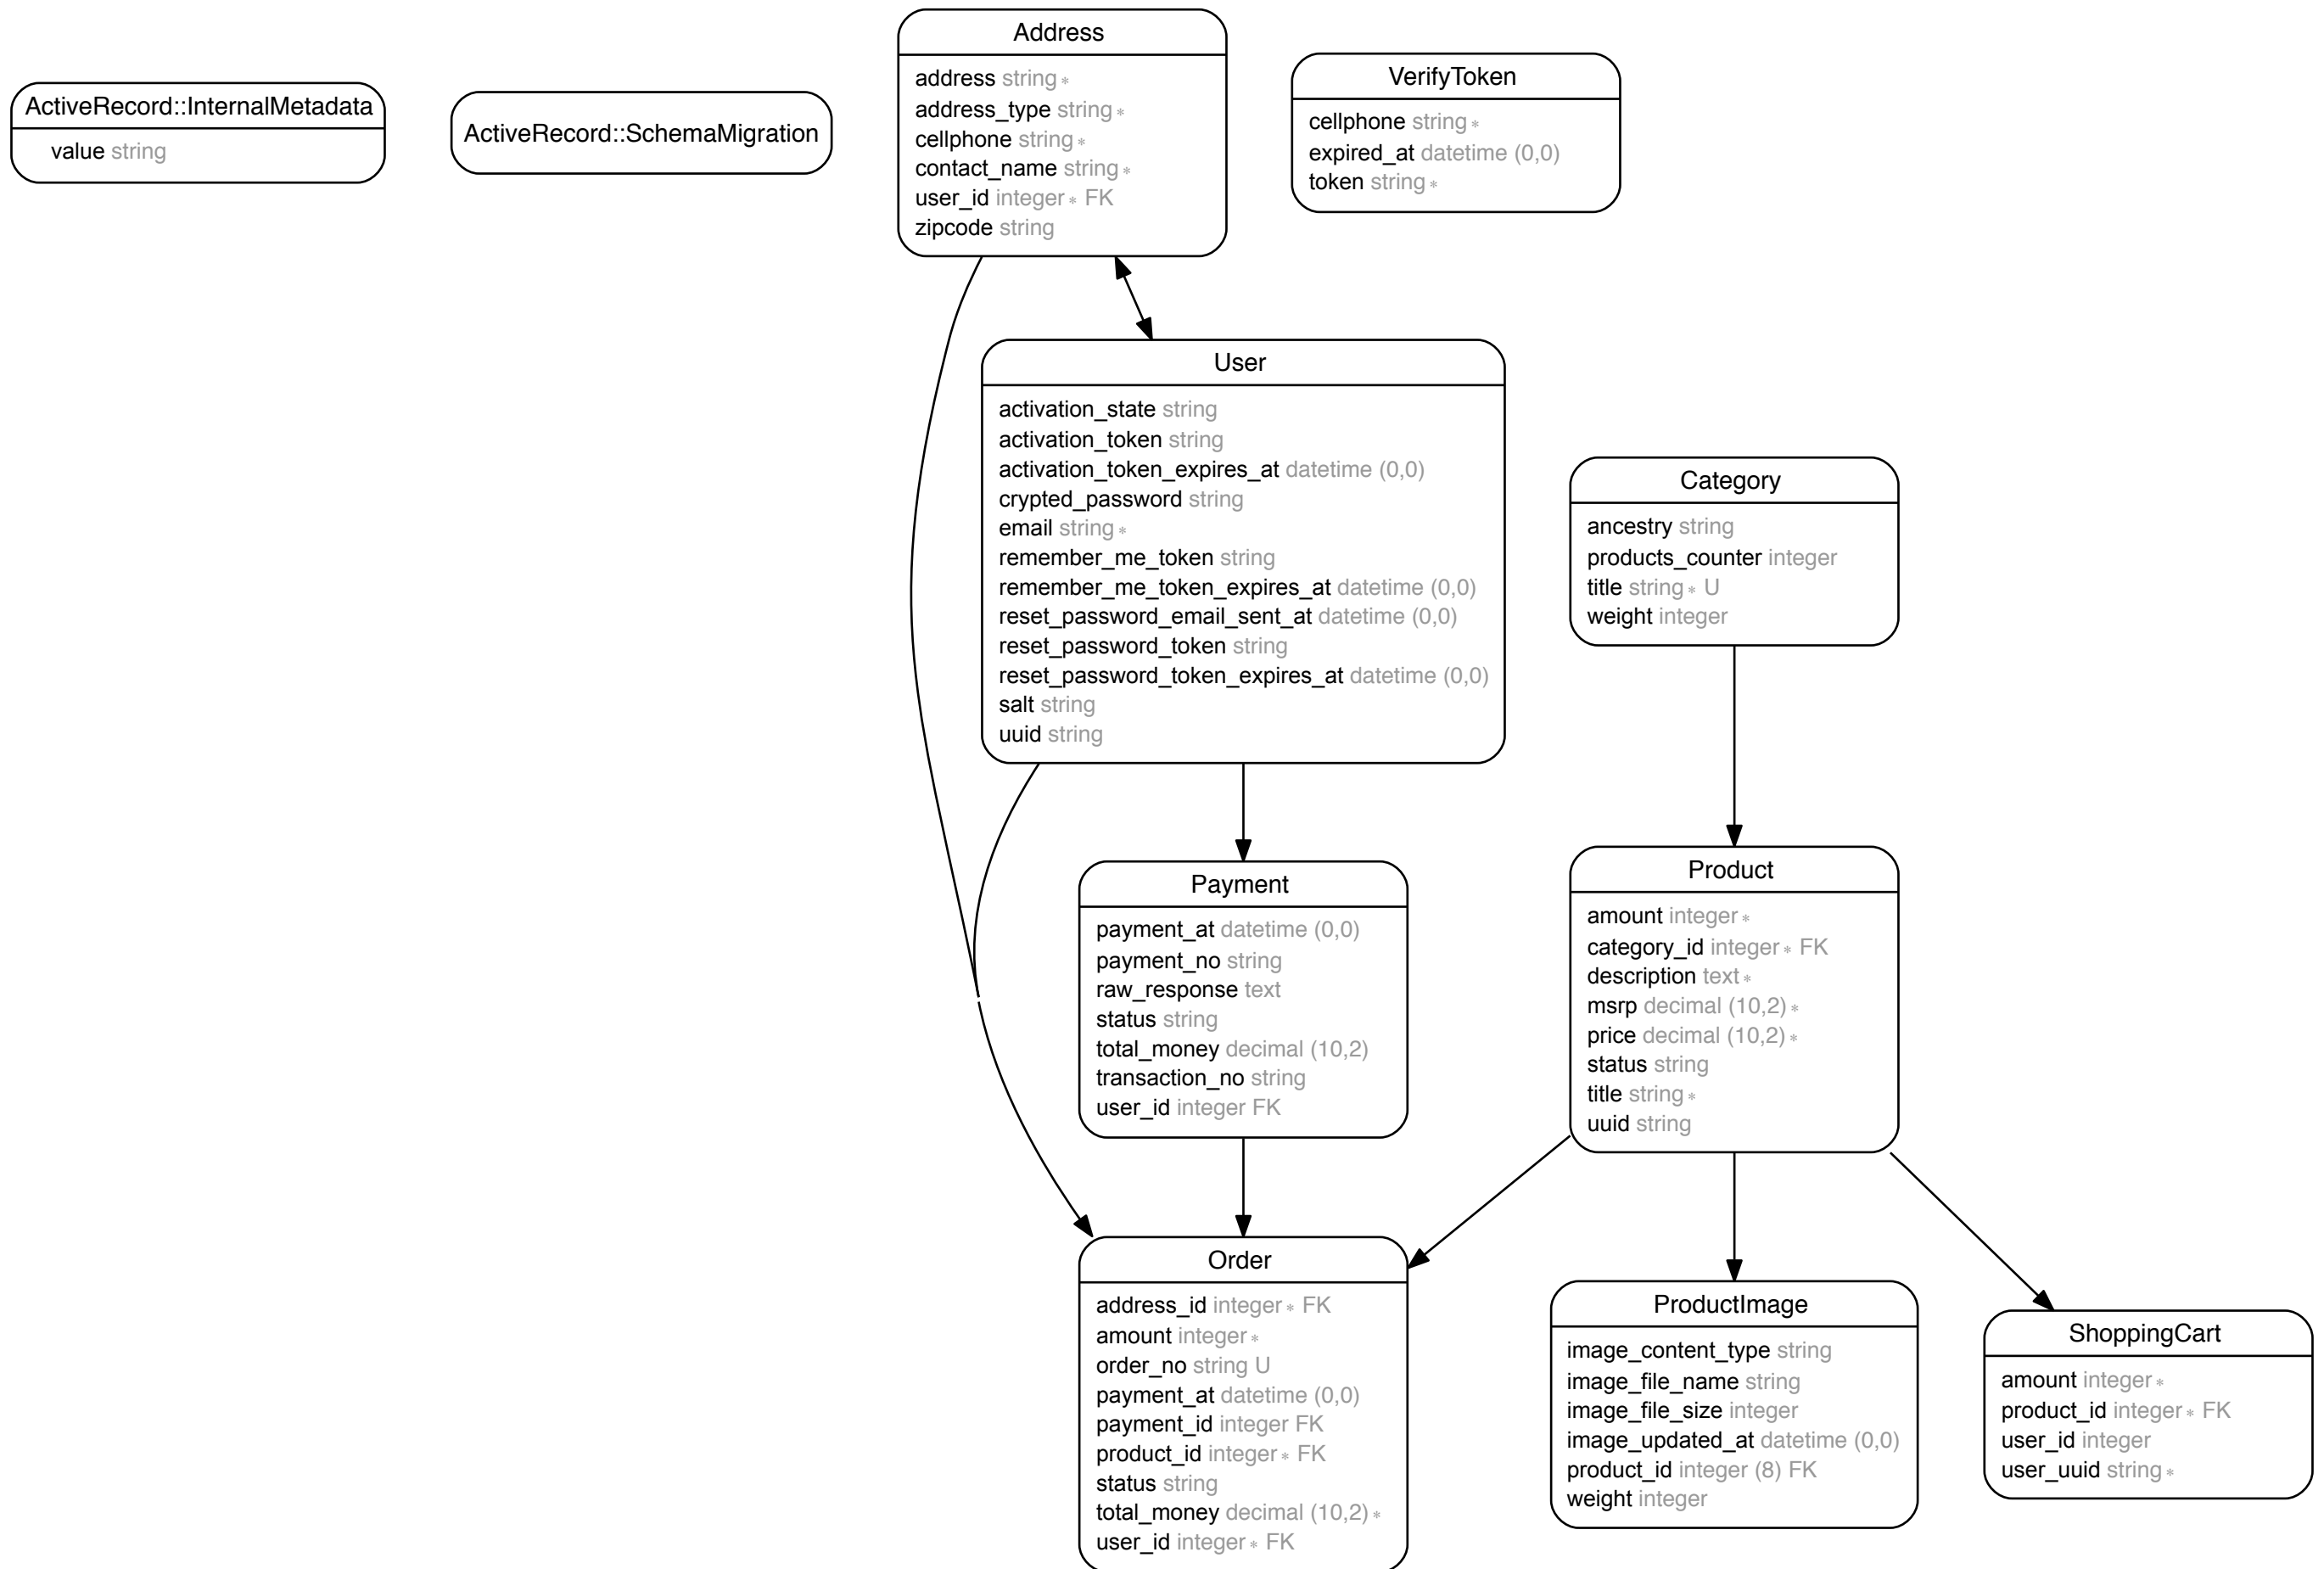 ActiveRecord::InternalMetadata
value string
ActiveRecord::SchemaMigration
Address
address string *
address_type string *
cellphone string *
contact_name string *
user_id integer * FK
zipcode string
VerifyToken
cellphone string *
expired_at datetime (0,0)
token string *
User
activation_state string
activation_token string
activation_token_expires_at datetime (0,0)
crypted_password string
email string *
remember_me_token string
remember_me_token_expires_at datetime (0,0)
reset_password_email_sent_at datetime (0,0)
reset_password_token string
reset_password_token_expires_at datetime (0,0)
salt string
uuid string
Category
ancestry string
products_counter integer
title string * U
weight integer
Payment
payment_at datetime (0,0)
payment_no string
raw_response text
status string
total_money decimal (10,2)
transaction_no string
user_id integer FK
Product
amount integer *
category_id integer * FK
description text *
msrp decimal (10,2) *
price decimal (10,2) *
status string
title string *
uuid string
Order
address_id integer * FK
amount integer *
order_no string U
payment_at datetime (0,0)
payment_id integer FK
product_id integer * FK
status string
total_money decimal (10,2) *
user_id integer * FK
ProductImage
image_content_type string
image_file_name string
image_file_size integer
image_updated_at datetime (0,0)
product_id integer (8) FK
weight integer
ShoppingCart
amount integer *
product_id integer * FK
user_id integer
user_uuid string *